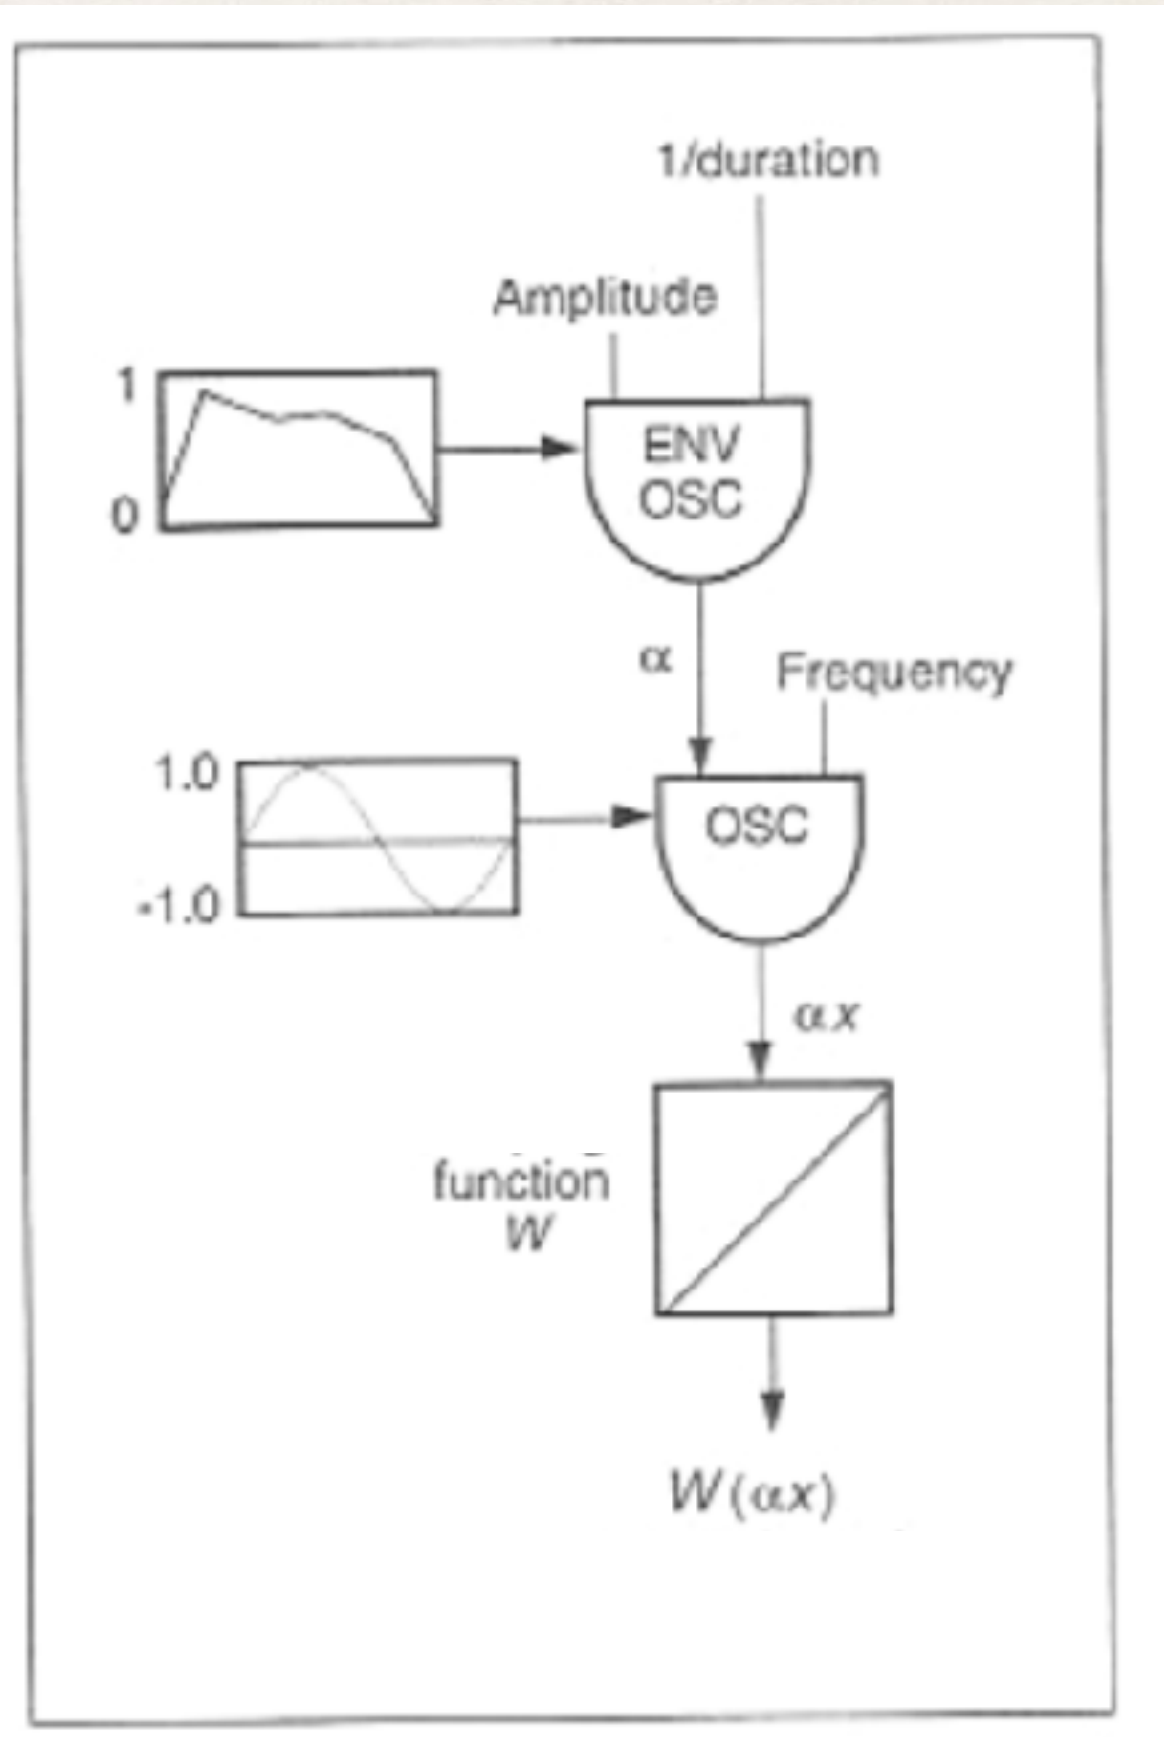 1/duration
Amplitude
1
0
ENV
OSC
α
Frequency
1.0
-1.0
OSC
αx
function
W
W(αx)